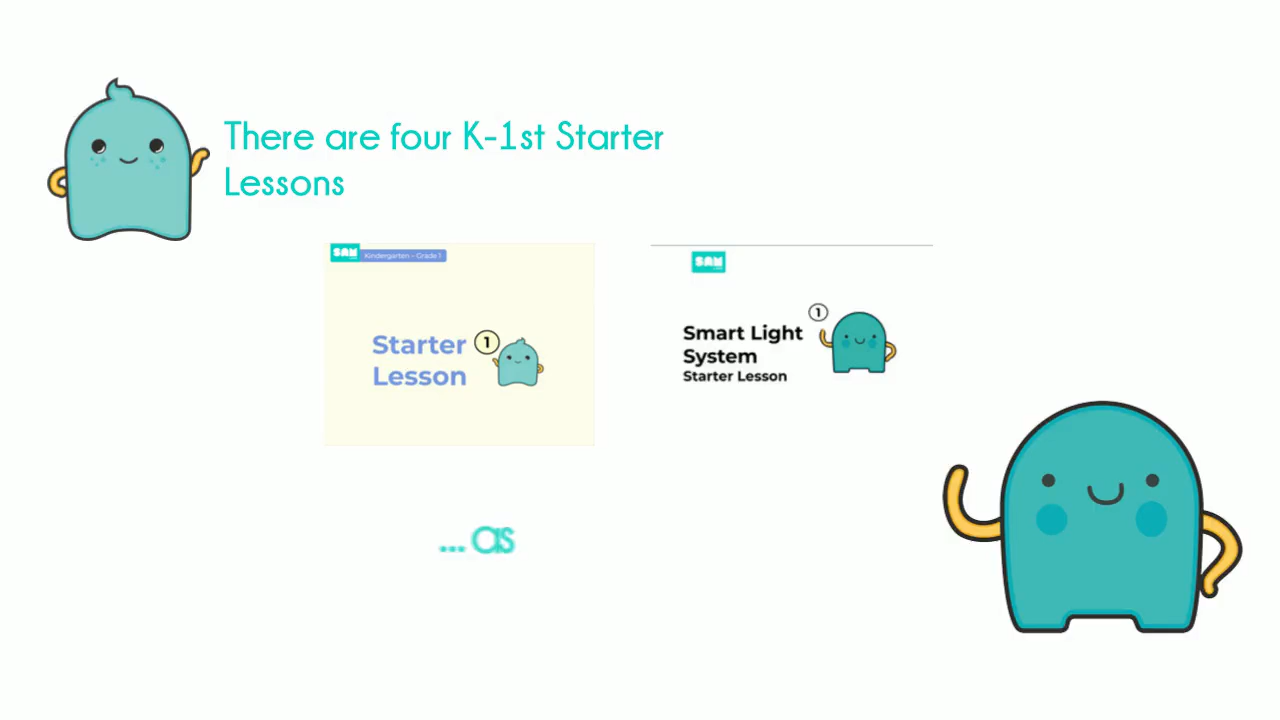 There are four K-1st Starter
Lessons
SAM
Kindergarten - Grade 1
Starter
Lesson
1
SAM
1
Smart Light
System
Starter Lesson
... as